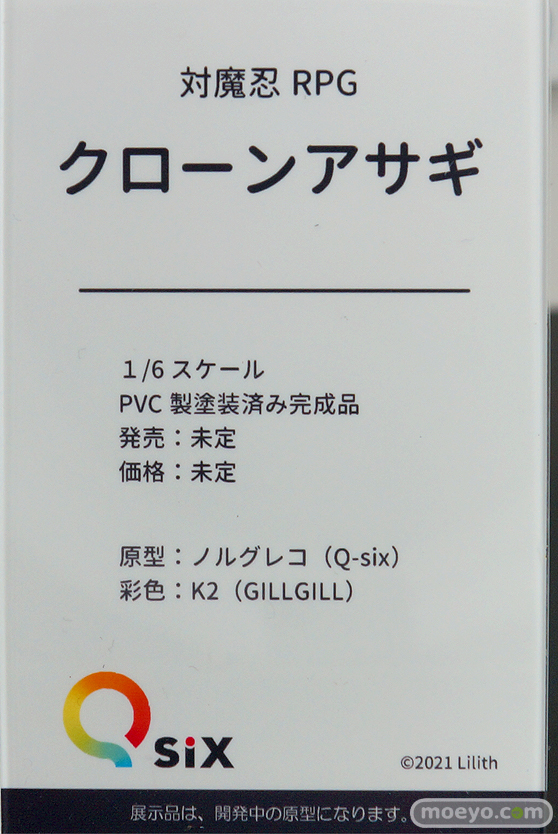 対魔忍 RPG
クローンアサギ
1/6 スケール
PVC 製塗装済み完成品
発売：未定
価格：未定
原型：ノルグレコ（Q-six）
彩色：K2（GILLGILL）
Q siX
©2021 Lilith
展示品は、開発中の原型になります。
moeyo.com